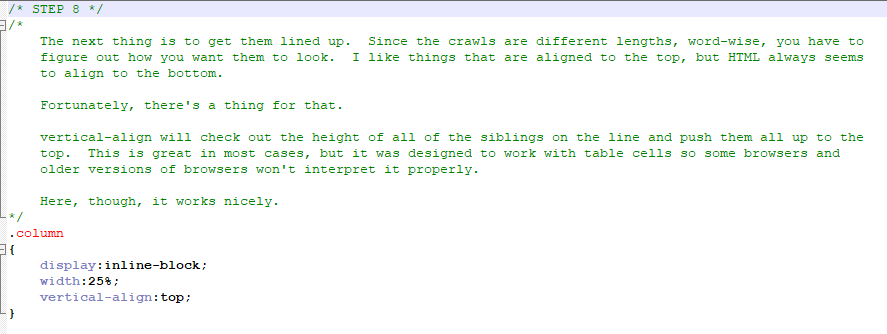 /* STEP 8 */
/*
The next thing is to get them lined up.  Since the crawls are different lengths, word-wise, you have to
figure out how you want them to look.  I like things that are aligned to the top, but HTML always seems
to align to the bottom.
Fortunately, there's a thing for that.
vertical-align will check out the height of all of the siblings on the line and push them all up to the
top.  This is great in most cases, but it was designed to work with table cells so some browsers and
older versions of browsers won't interpret it properly.
Here, though, it works nicely.
*/
.column
{
display:inline-block;
width:25%;
vertical-align:top;
}